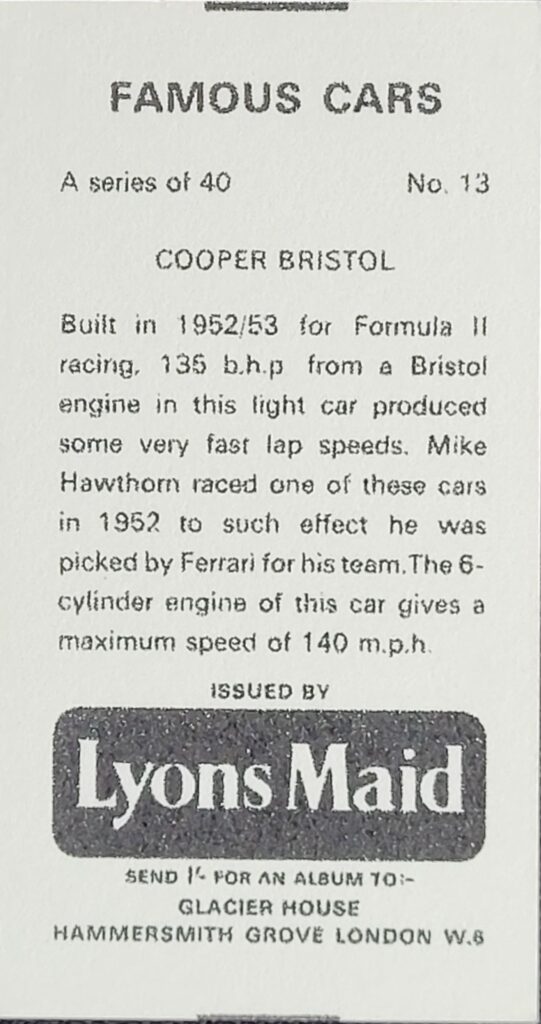 FAMOUS CARS
A series of 40 No. 13
COOPER BRISTOL
Built in 1952/53 for Formula II
racing, 135 b.h.p from a Bristol
engine in this light car produced
some very fast lap speeds. Mike
Hawthorn raced one of these cars
in 1952 to such effect he was
picked by Ferrari for his team. The 6-
cylinder engine of this car gives a
maximum speed of 140 m.p.h.
ISSUED BY
Lyons Maid
SEND 1/- FOR AN ALBUM TO:-
GLACIER HOUSE
HAMMERSMITH GROVE LONDON W.6